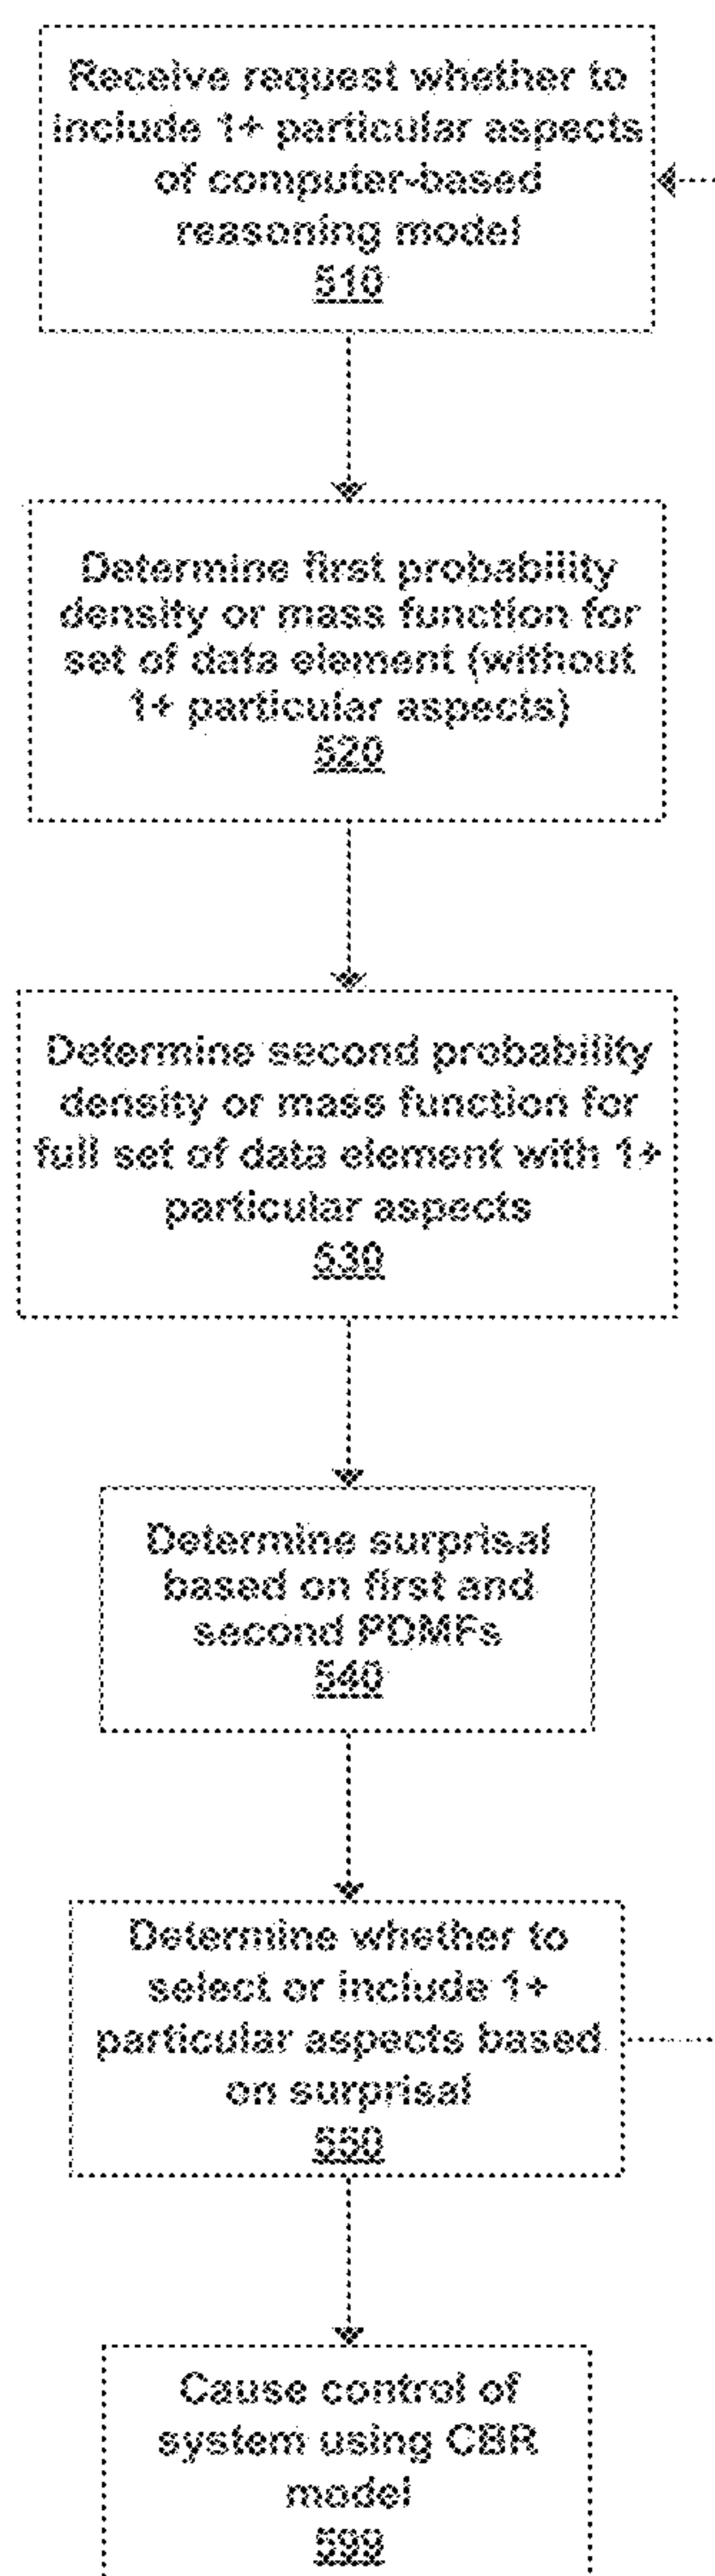 Receive request whether to
include 1+ particular aspects
of computer-based
reasoning model
510
Determine first probability
density or mass function for
set of data element (without
1+ particular aspects)
520
Determine second probability
density or mass function for
full set of data element with 1+
particular aspects
530
Determine surprisal
based on first and
second PDMFs
540
Determine whether to
select or include 1+
particular aspects based
on surprisal
550
Cause control of
system using CBR
model
599